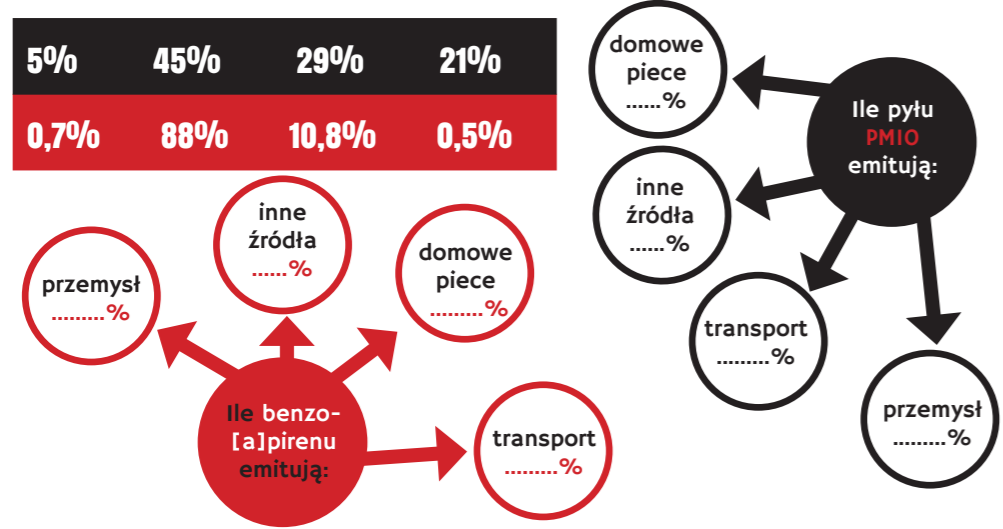 5% 45% 29% 21%
0,7% 88% 10,8% 0,5%
domowe
piece
......%
Ile pyłu
PM10
emitują:
inne
źródła
......%
transport
.........%
przemysł
.........%
przemysł
.........%
inne
źródła
......%
domowe
piece
.........%
Ile benzo-
[a]pirenu
emitują:
transport
.........%